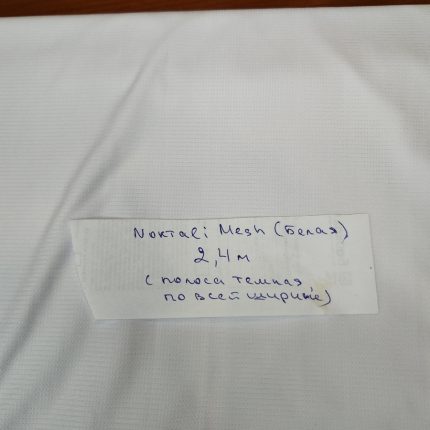 Noktali Mesh (Белая)
2,4 м
(полоса темная
по всей ширине)